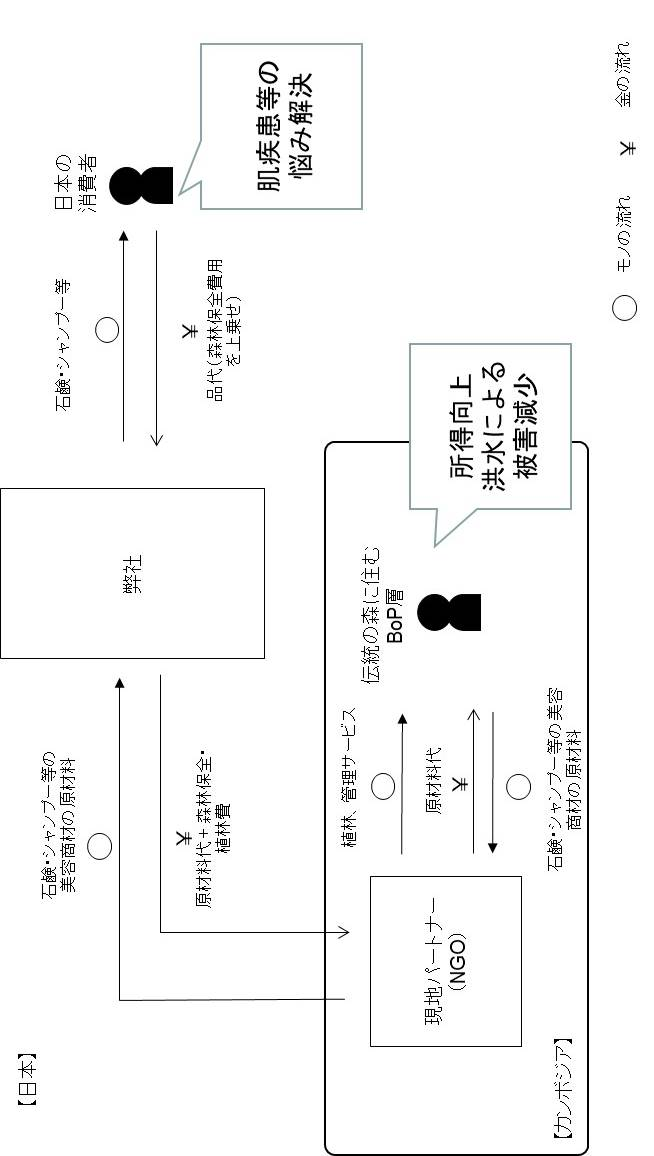 【日本】
石鹸・シャンプー等の
美容商材の原材料
○
¥
原材料代+森林保全・
植林費
弊社
石鹸・シャンプー等
○
¥
品代(森林保全費用
を上乗せ)
日本の
消費者
肌疾患等の
悩み解決
現地パートナー
(NGO)
植林、管理サービス
○
原材料代
¥
○
石鹸・シャンプー等の美容
商材の原材料
伝統の森に住む
BoP層
所得向上
洪水による
被害減少
【カンボジア】
○ モノの流れ ¥ 金の流れ